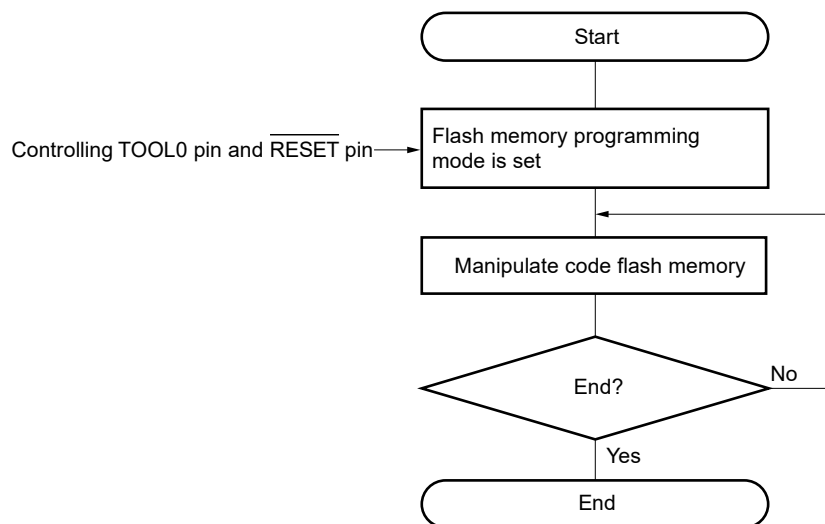 Start
Controlling TOOL0 pin and RESET pin
Flash memory programming
mode is set
Manipulate code flash memory
End?
No
Yes
End